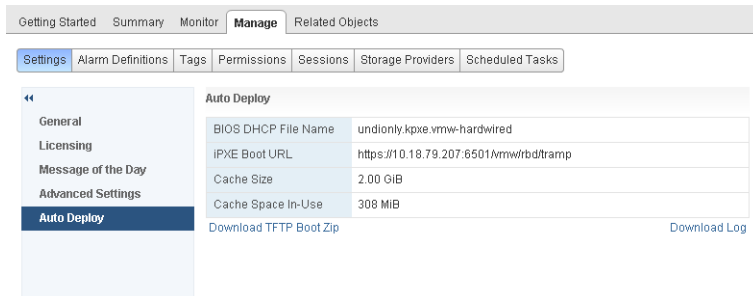 Getting Started Summary Monitor Manage Related Objects
Settings Alarm Definitions Tags Permissions Sessions Storage Providers Scheduled Tasks
General
Licensing
Message of the Day
Advanced Settings
Auto Deploy
Auto Deploy
BIOS DHCP File Name undionly.kpxe.vmw-hardwired
iPXE Boot URL https://10.18.79.207:6501/vmw/rbd/tramp
Cache Size 2.00 GiB
Cache Space In-Use 308 MiB
Download TFTP Boot Zip Download Log